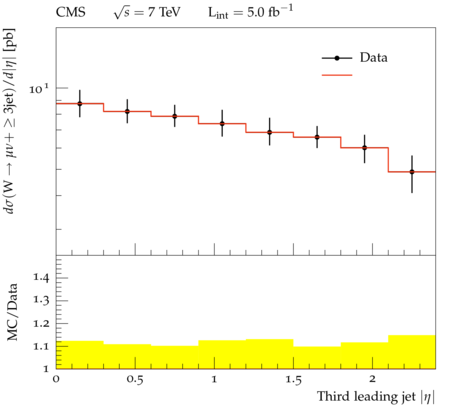 CMS √s = 7 TeV L_int = 5.0 fb⁻¹
dσ(W → μν+ ≥ 3jet)/d|η| [pb]
10¹
Data
MC/Data
1.4
1.3
1.2
1.1
1
0 0.5 1 1.5 2
Third leading jet |η|